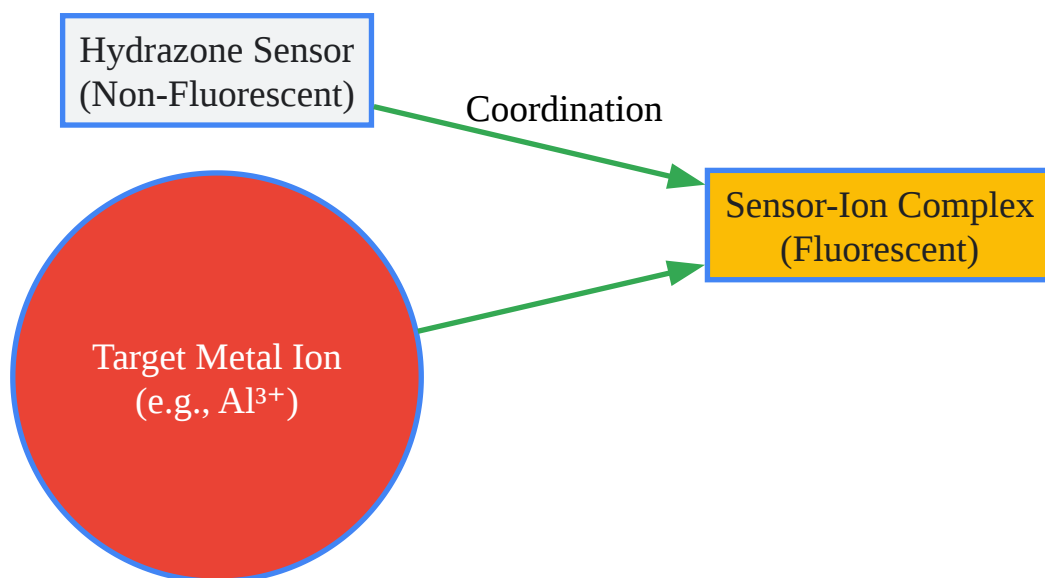 Hydrazone Sensor
(Non-Fluorescent)
Coordination
Sensor-Ion Complex
(Fluorescent)
Target Metal Ion
(e.g., Al³⁺)